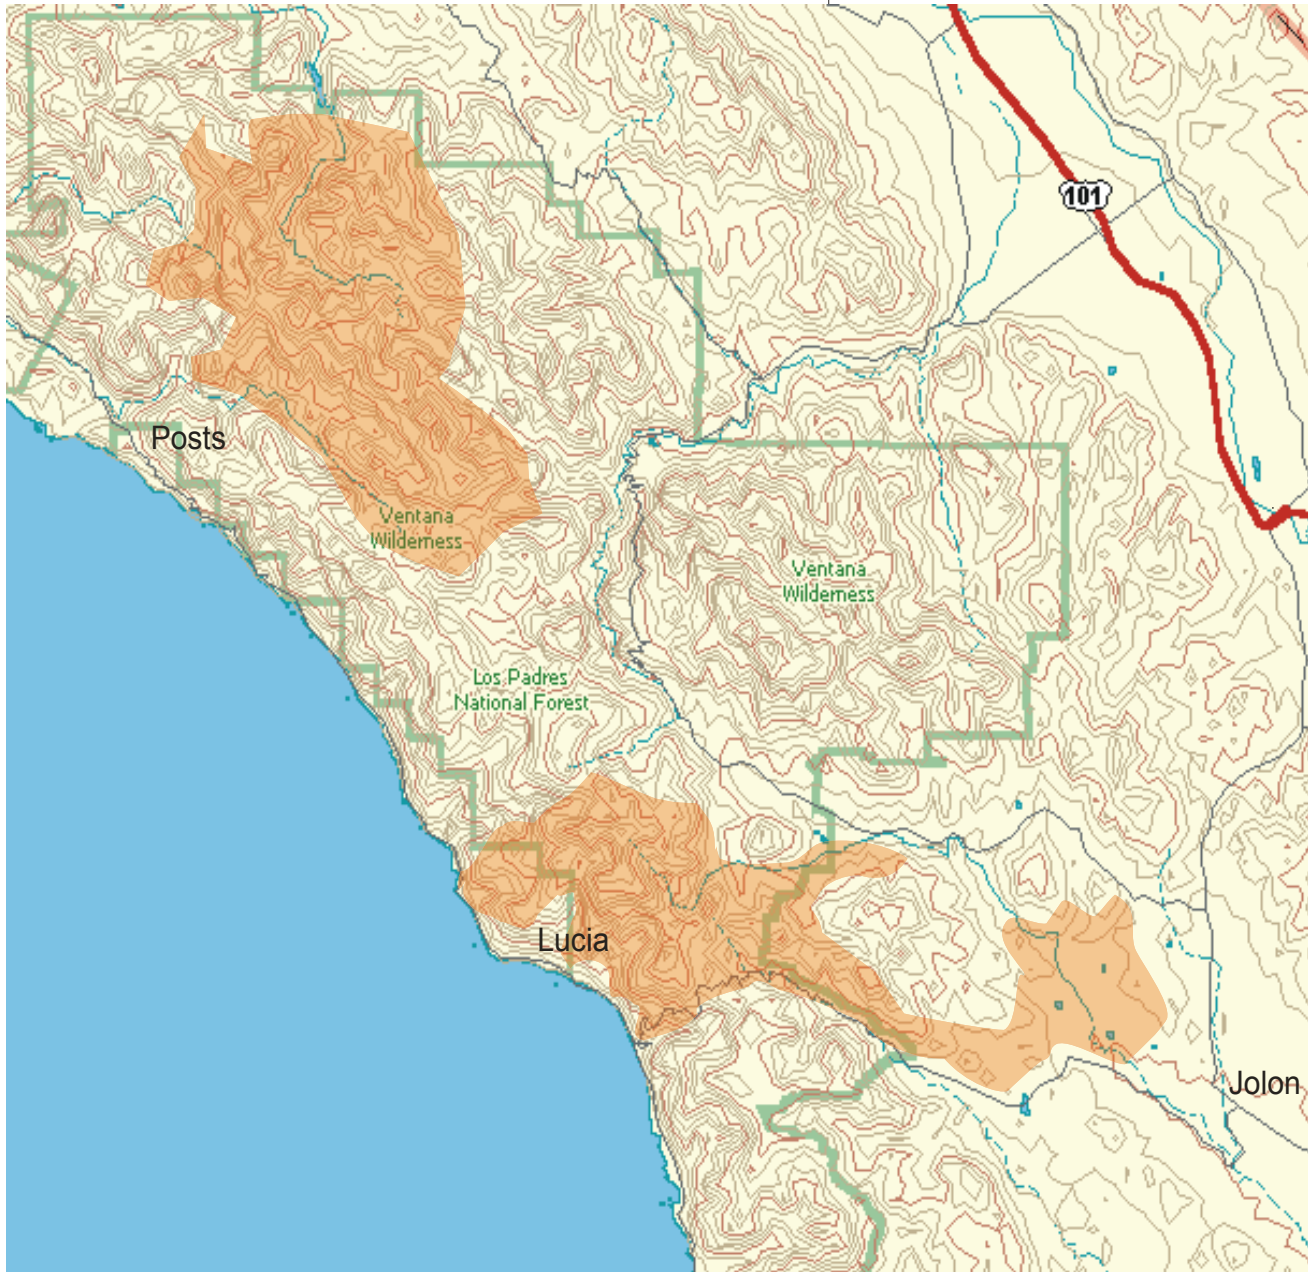 101
Posts
Ventana
Wilderness
Ventana
Wilderness
Los Padres
National Forest
Lucia
Jolon